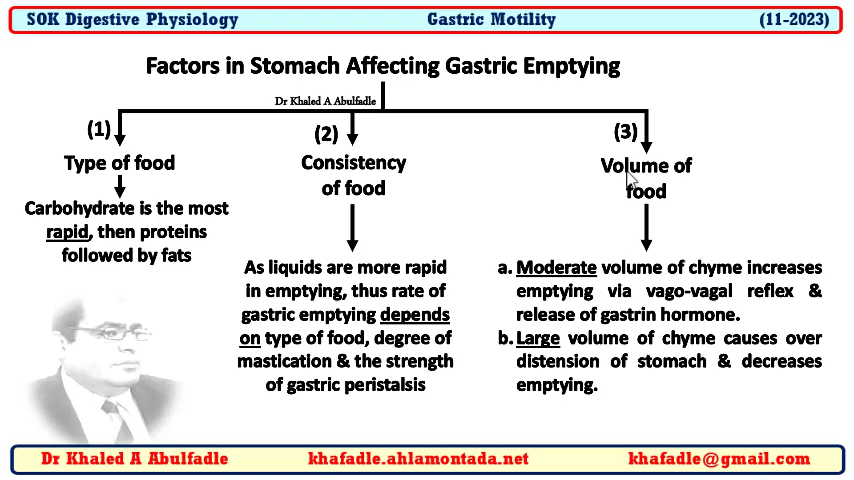 SOK Digestive Physiology Gastric Motility (11-2023)
Factors in Stomach Affecting Gastric Emptying
Dr Khaled A Abulfadle
(1)
Type of food
Carbohydrate is the most
rapid, then proteins
followed by fats
(2)
Consistency
of food
As liquids are more rapid
in emptying, thus rate of
gastric emptying depends
on type of food, degree of
mastication & the strength
of gastric peristalsis
(3)
Volume of
food
a. Moderate volume of chyme increases
emptying via vago-vagal reflex &
release of gastrin hormone.
b. Large volume of chyme causes over
distension of stomach & decreases
emptying.
Dr Khaled A Abulfadle khafadle.ahlamontada.net khafadle@gmail.com